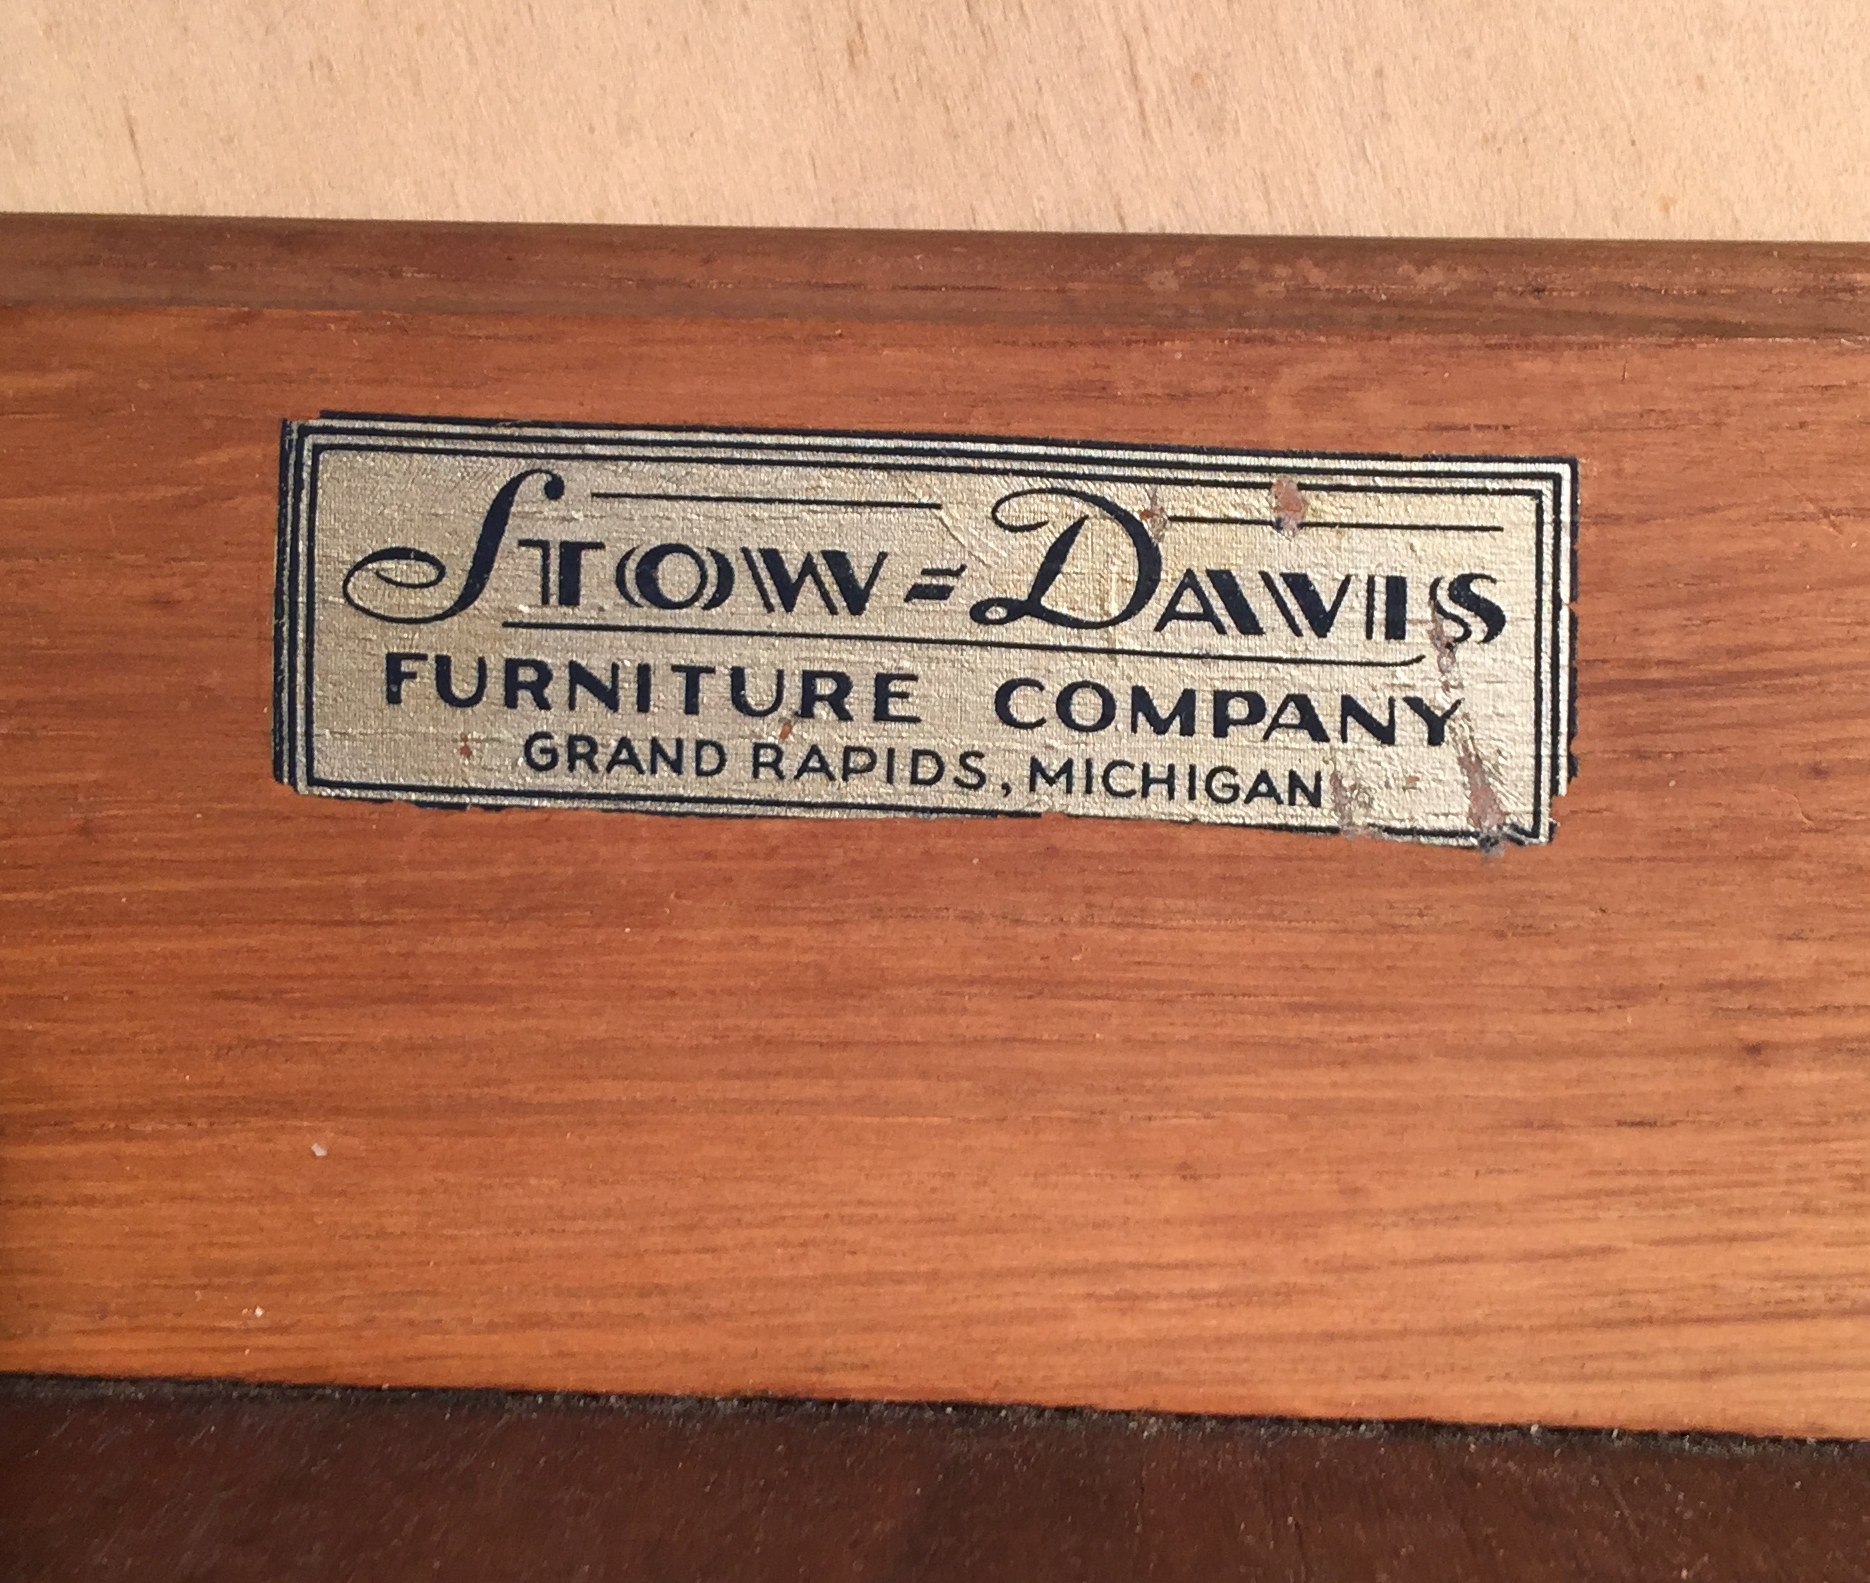 Stow=Davis
FURNITURE COMPANY
GRAND RAPIDS, MICHIGAN